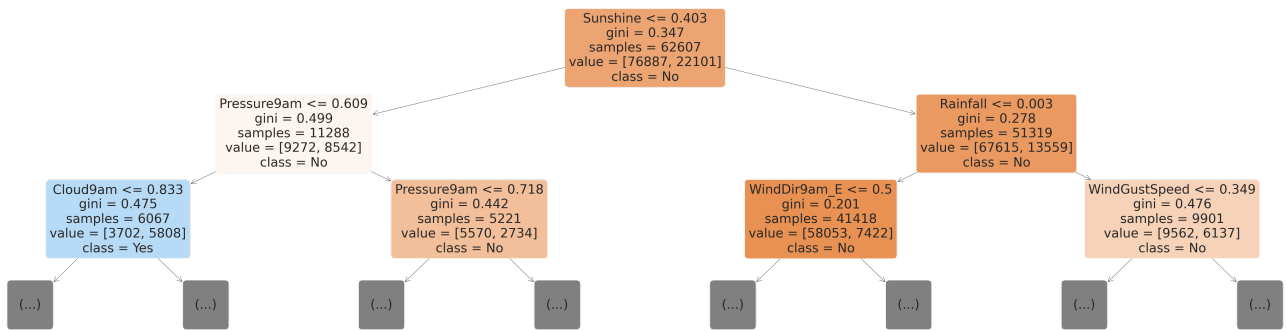 Sunshine <= 0.403
gini = 0.347
samples = 62607
value = [76887, 22101]
class = No
Pressure9am <= 0.609
gini = 0.499
samples = 11288
value = [9272, 8542]
class = No
Rainfall <= 0.003
gini = 0.278
samples = 51319
value = [67615, 13559]
class = No
Cloud9am <= 0.833
gini = 0.475
samples = 6067
value = [3702, 5808]
class = Yes
Pressure9am <= 0.718
gini = 0.442
samples = 5221
value = [5570, 2734]
class = No
WindDir9am_E <= 0.5
gini = 0.201
samples = 41418
value = [58053, 7422]
class = No
WindGustSpeed <= 0.349
gini = 0.476
samples = 9901
value = [9562, 6137]
class = No
(...)
(...)
(...)
(...)
(...)
(...)
(...)
(...)